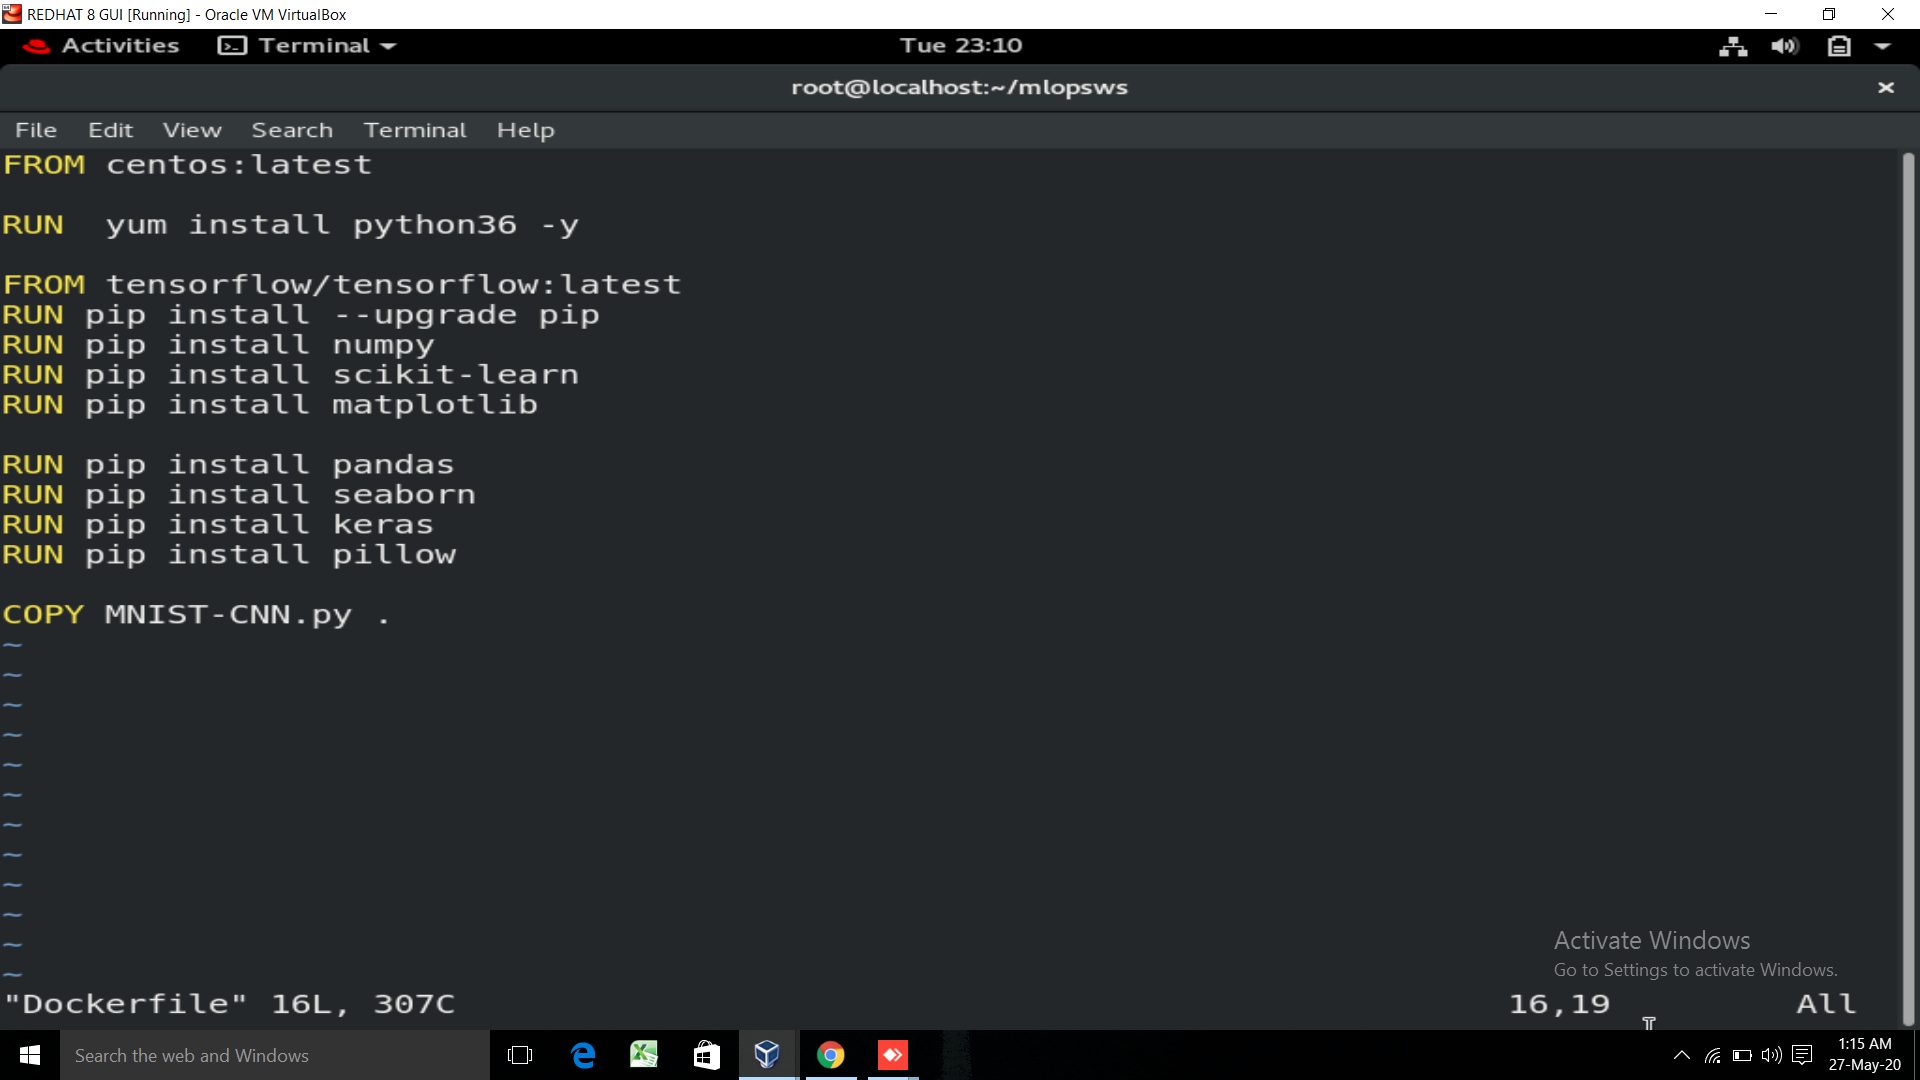 REDHAT 8 GUI [Running] - Oracle VM VirtualBox
Activities Terminal Tue 23:10
root@localhost:~/mlopsws
File Edit View Search Terminal Help
FROM centos:latest
RUN  yum install python36 -y
FROM tensorflow/tensorflow:latest
RUN pip install --upgrade pip
RUN pip install numpy
RUN pip install scikit-learn
RUN pip install matplotlib
RUN pip install pandas
RUN pip install seaborn
RUN pip install keras
RUN pip install pillow
COPY MNIST-CNN.py .
~
~
~
~
~
~
~
~
~
~
~
~
Activate Windows
Go to Settings to activate Windows.
"Dockerfile" 16L, 307C 16,19 All
Search the web and Windows
1:15 AM
27-May-20